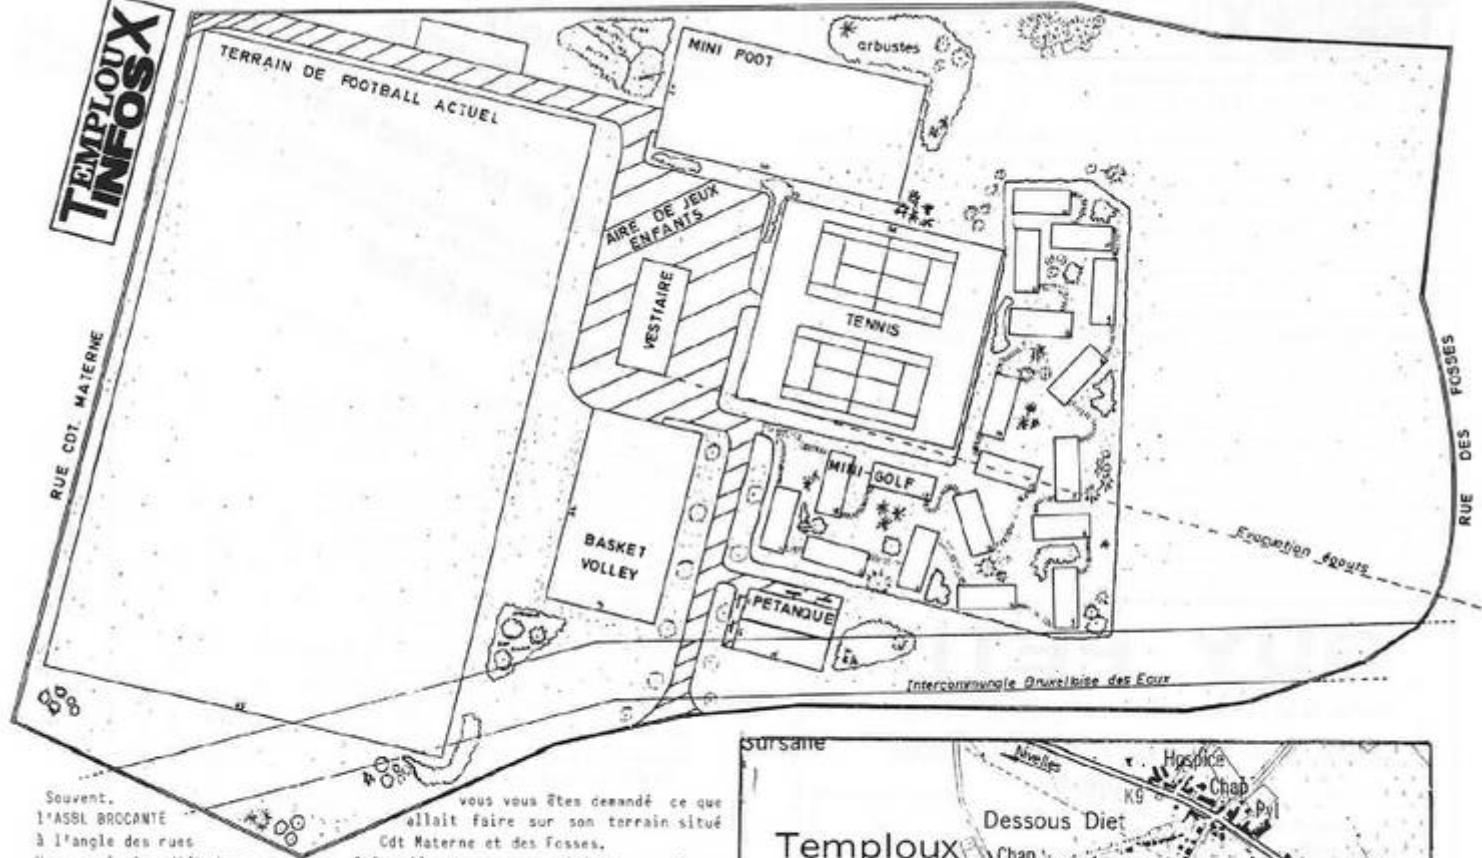 TEMPLOUX
INFOS
TERRAIN DE FOOTBALL ACTUEL
MINI FOOT
arbustes
AIRE DE JEUX
ENFANTS
VESTIAIRE
TENNIS
RUE CDT. MATERNE
RUE DES FOSSES
MINI-GOLF
BASKET
VOLLEY
PETANQUE
Evacuation égouts
Intercommunale Bruxelloise des Eaux
Souvent, vous vous êtes demandé ce que
l'ASBL BROCANTE allait faire sur son terrain situé
à l'angle des rues Cdt Materne et des Fosses.
Bursaffe
Nivelles
Hospice
K9
Chap
Pyl
Dessous Diet
Temploux
Chap